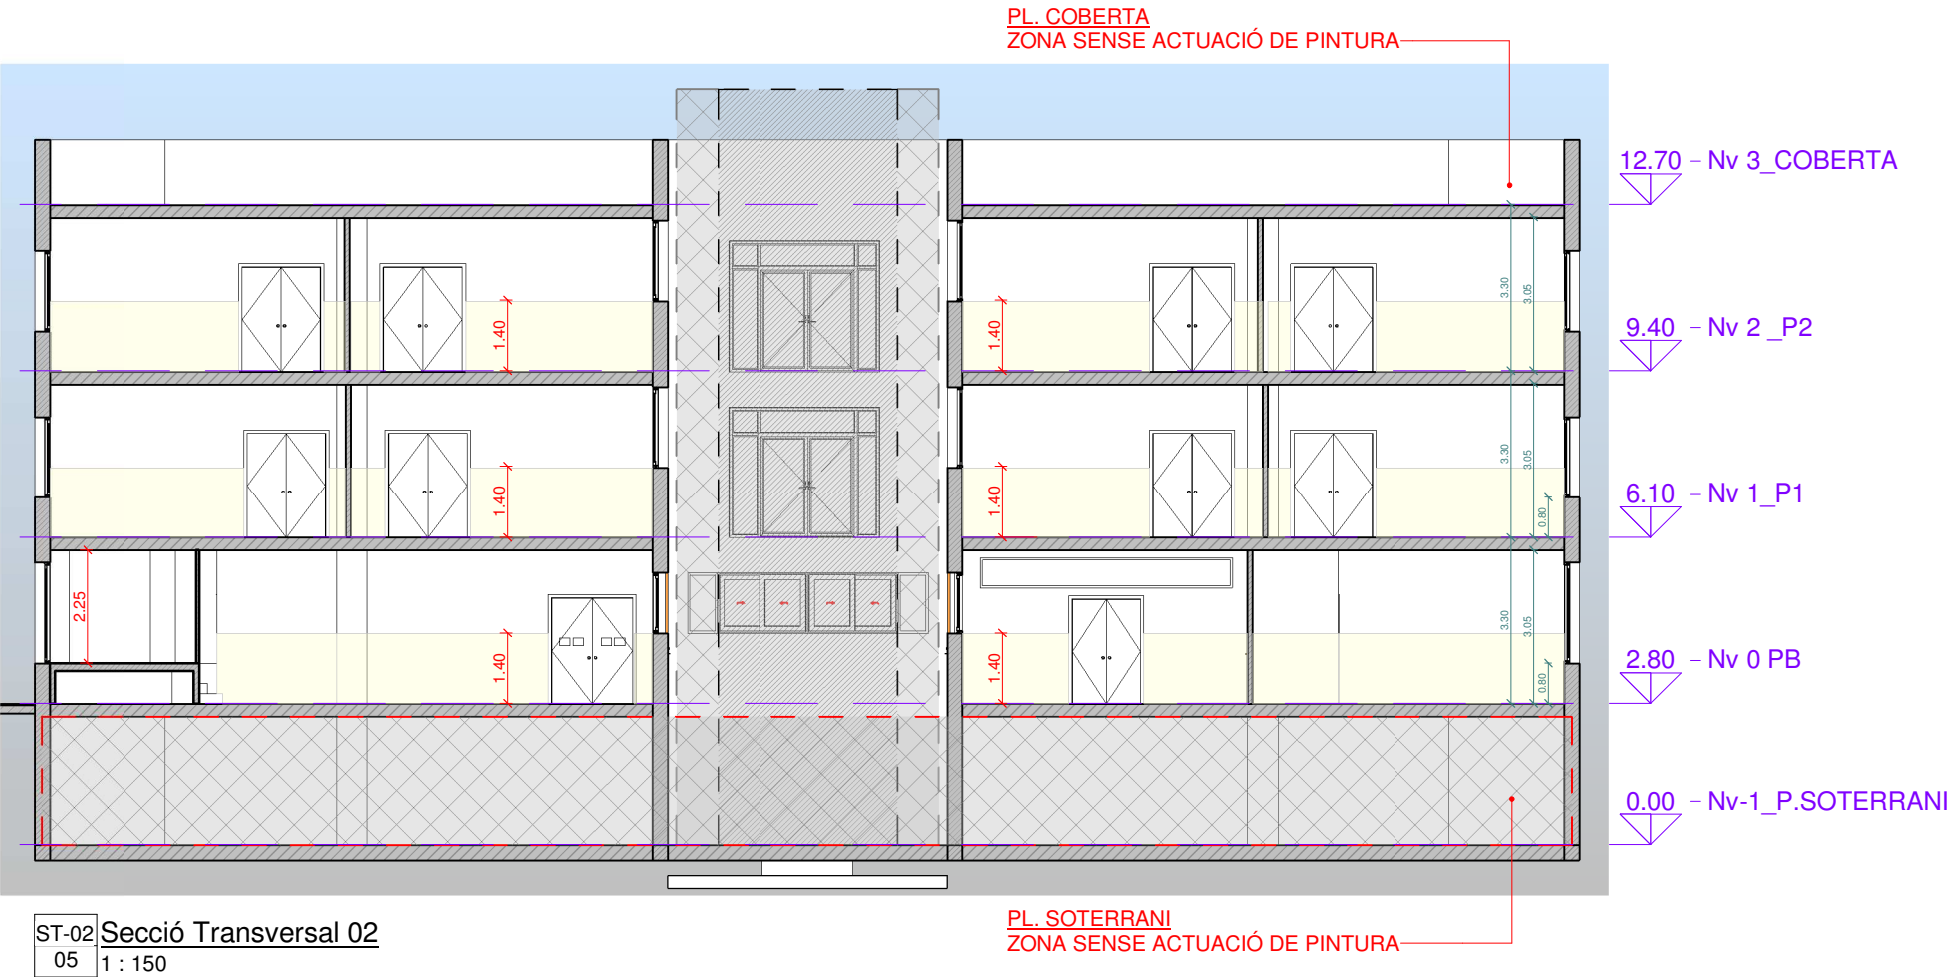 PL. COBERTA
ZONA SENSE ACTUACIÓ DE PINTURA
12.70 - Nv 3_COBERTA
3.30
3.05
1.40
1.40
9.40 - Nv 2 _P2
3.30
3.05
1.40
1.40
0.80
6.10 - Nv 1_P1
2.25
3.30
3.05
1.40
1.40
0.80
2.80 - Nv 0 PB
0.00 - Nv-1_P.SOTERRANI
PL. SOTERRANI
ZONA SENSE ACTUACIÓ DE PINTURA
ST-02 Secció Transversal 02
05 1 : 150